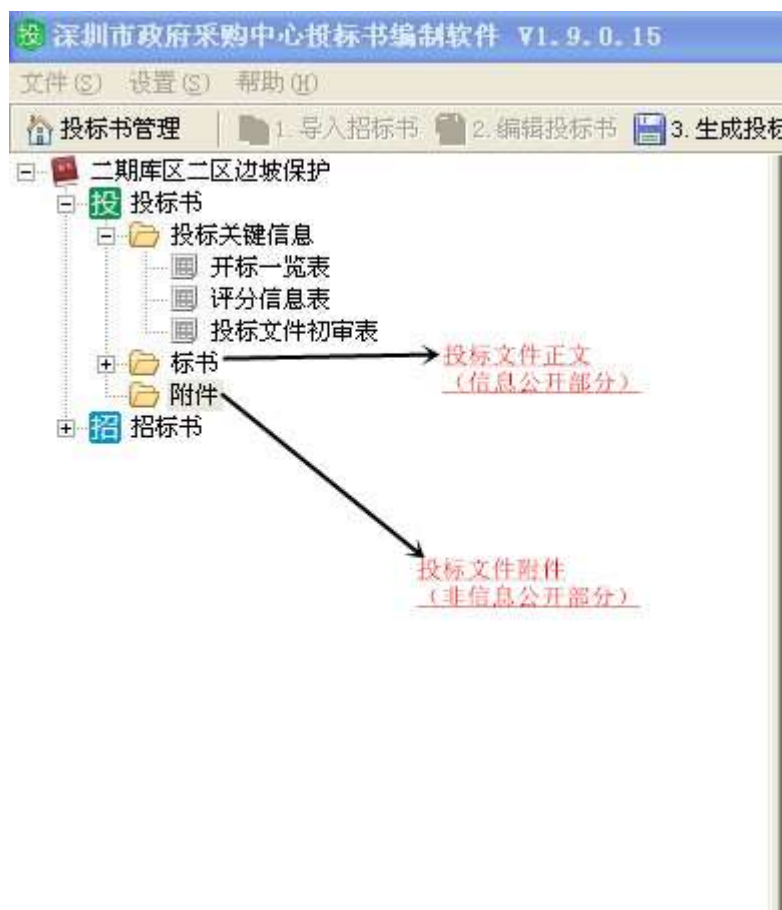 投 深圳市政府采购中心投标书编制软件 V1.9.0.15
文件(S) 设置(S) 帮助(H)
投标书管理 1.导入招标书 2.编辑投标书 3.生成投标
二期库区二区边坡保护
投 投标书
投标关键信息
开标一览表
评分信息表
投标文件初审表
标书
投标文件正文
（信息公开部分）
附件
招 招标书
投标文件附件
（非信息公开部分）